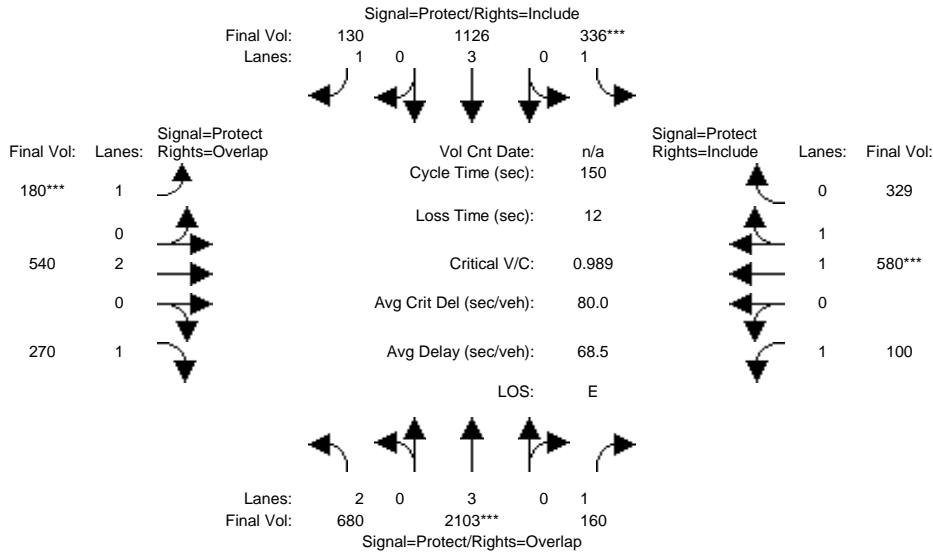 Signal=Protect/Rights=Include
Final Vol: 130 1126 336***
Lanes: 1 0 3 0 1
Signal=Protect Signal=Protect
Final Vol: Lanes: Rights=Overlap Vol Cnt Date: n/a Rights=Include Lanes: Final Vol:
Cycle Time (sec): 150
180*** 1 0 329
Loss Time (sec): 12
0 1
540 2 Critical V/C: 0.989 1 580***
0 Avg Crit Del (sec/veh): 80.0 0
270 1 Avg Delay (sec/veh): 68.5 1 100
LOS: E
Lanes: 2 0 3 0 1
Final Vol: 680 2103*** 160
Signal=Protect/Rights=Overlap